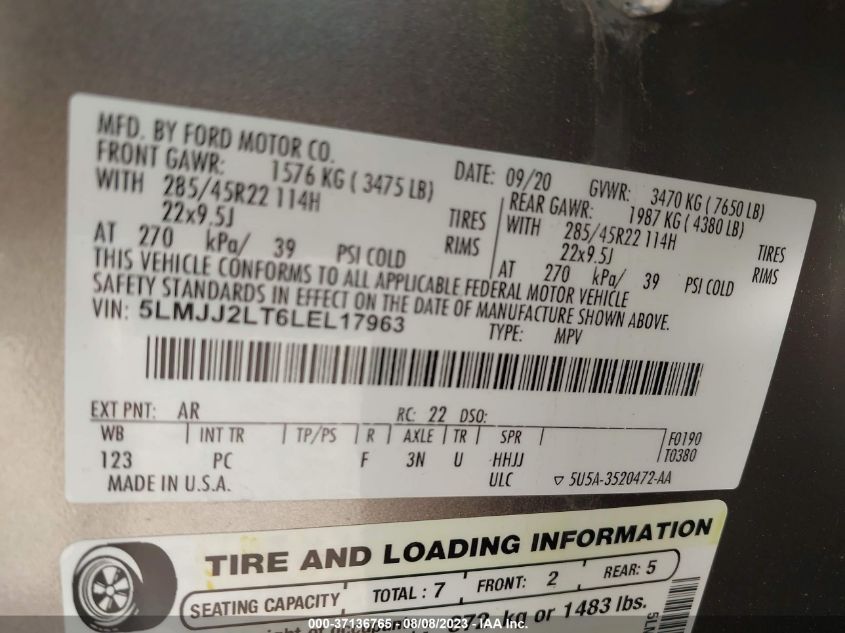 MFD. BY FORD MOTOR CO.
DATE: 09/20 GVWR: 3470 KG ( 7650 LB)
FRONT GAWR: 1576 KG ( 3475 LB)
REAR GAWR: 1987 KG ( 4380 LB)
WITH 285/45R22 114H TIRES
WITH 285/45R22 114H TIRES
22x9.5J RIMS
22x9.5J RIMS
AT 270 kPa/ 39 PSI COLD
AT 270 kPa/ 39 PSI COLD
THIS VEHICLE CONFORMS TO ALL APPLICABLE FEDERAL MOTOR VEHICLE
SAFETY STANDARDS IN EFFECT ON THE DATE OF MANUFACTURE SHOWN ABOVE.
VIN: 5LMJJ2LT6LEL17963
TYPE: MPV
EXT PNT: AR RC: 22 DSO:
WB INT TR TP/PS R AXLE TR SPR F0190
123 PC F 3N U HHJJ T0380
MADE IN U.S.A. ULC ▽ 5U5A-3520472-AA
TIRE AND LOADING INFORMATION
SEATING CAPACITY TOTAL : 7 FRONT: 2 REAR: 5
kg or 1483 lbs.
000-37136765 - 08/08/2023 - IAA Inc.